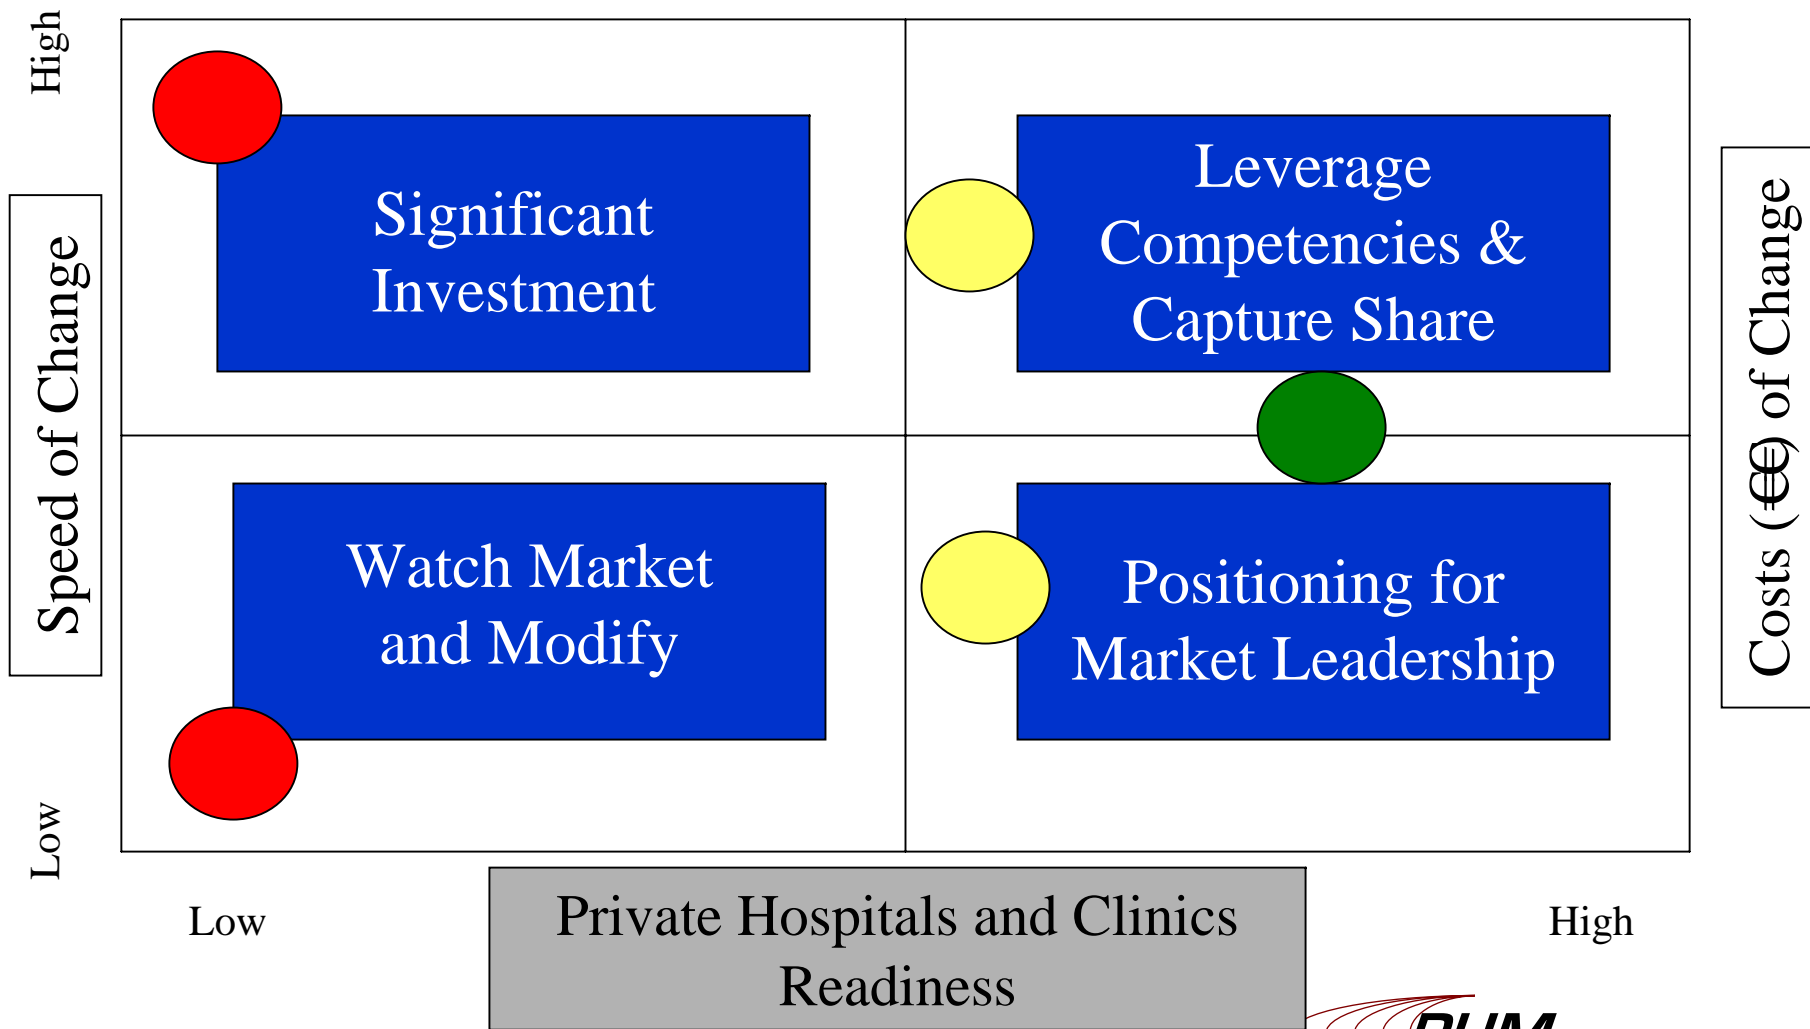 High
Significant
Investment
Leverage
Competencies &
Capture Share
Speed of Change
Costs (€€) of Change
Watch Market
and Modify
Positioning for
Market Leadership
Low
Low
Private Hospitals and Clinics
Readiness
High